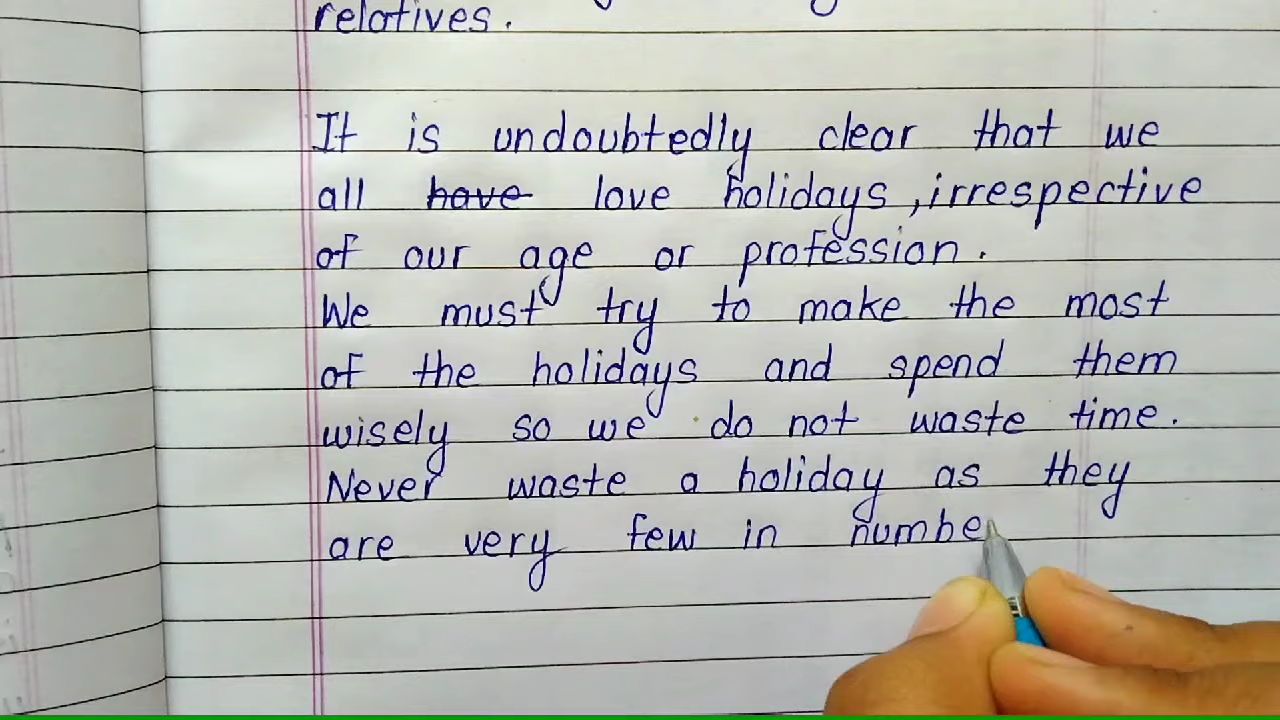 relatives.
It is undoubtedly clear that we
all have love holidays, irrespective
of our age or profession.
We must try to make the most
of the holidays and spend them
wisely so we do not waste time.
Never waste a holiday as they
are very few in numbe